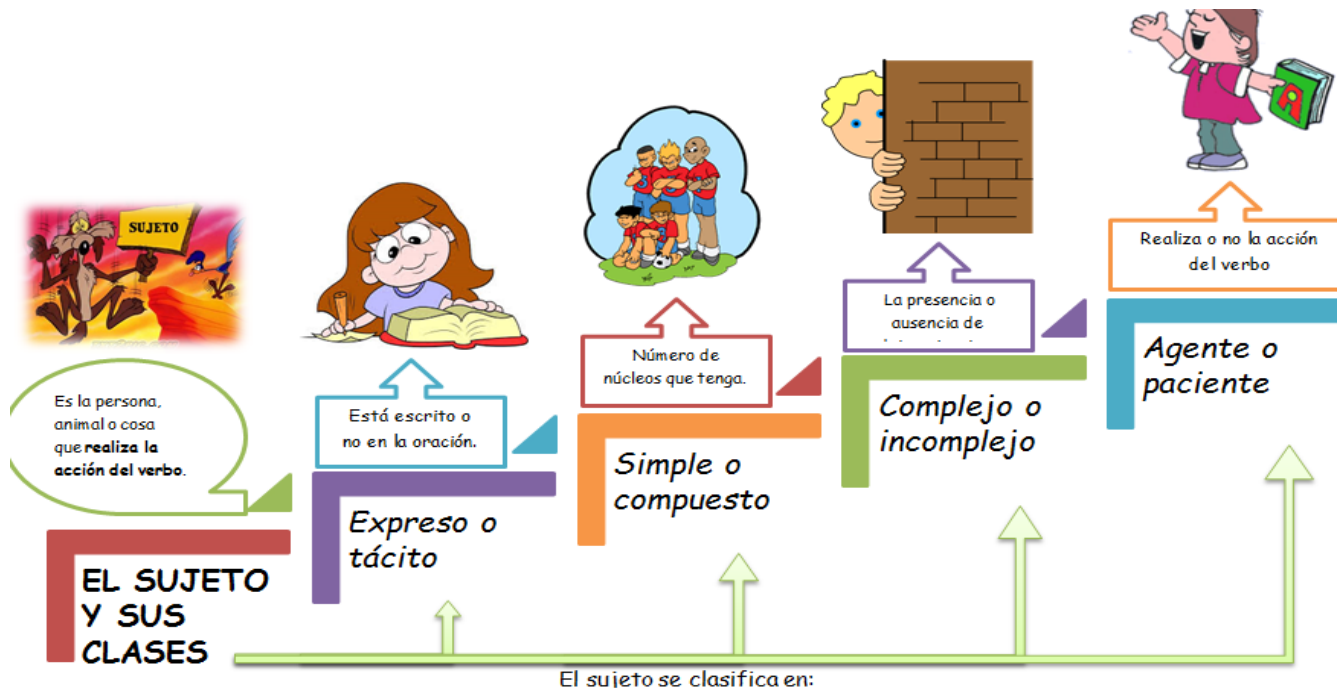 SUJETO
Es la persona,
animal o cosa
que realiza la
acción del verbo.
EL SUJETO
Y SUS
CLASES
Está escrito o
no en la oración.
Expreso o
tácito
Número de
núcleos que tenga.
Simple o
compuesto
La presencia o
ausencia de
Complejo o
incomplejo
A
Realiza o no la acción
del verbo
Agente o
paciente
El sujeto se clasifica en: